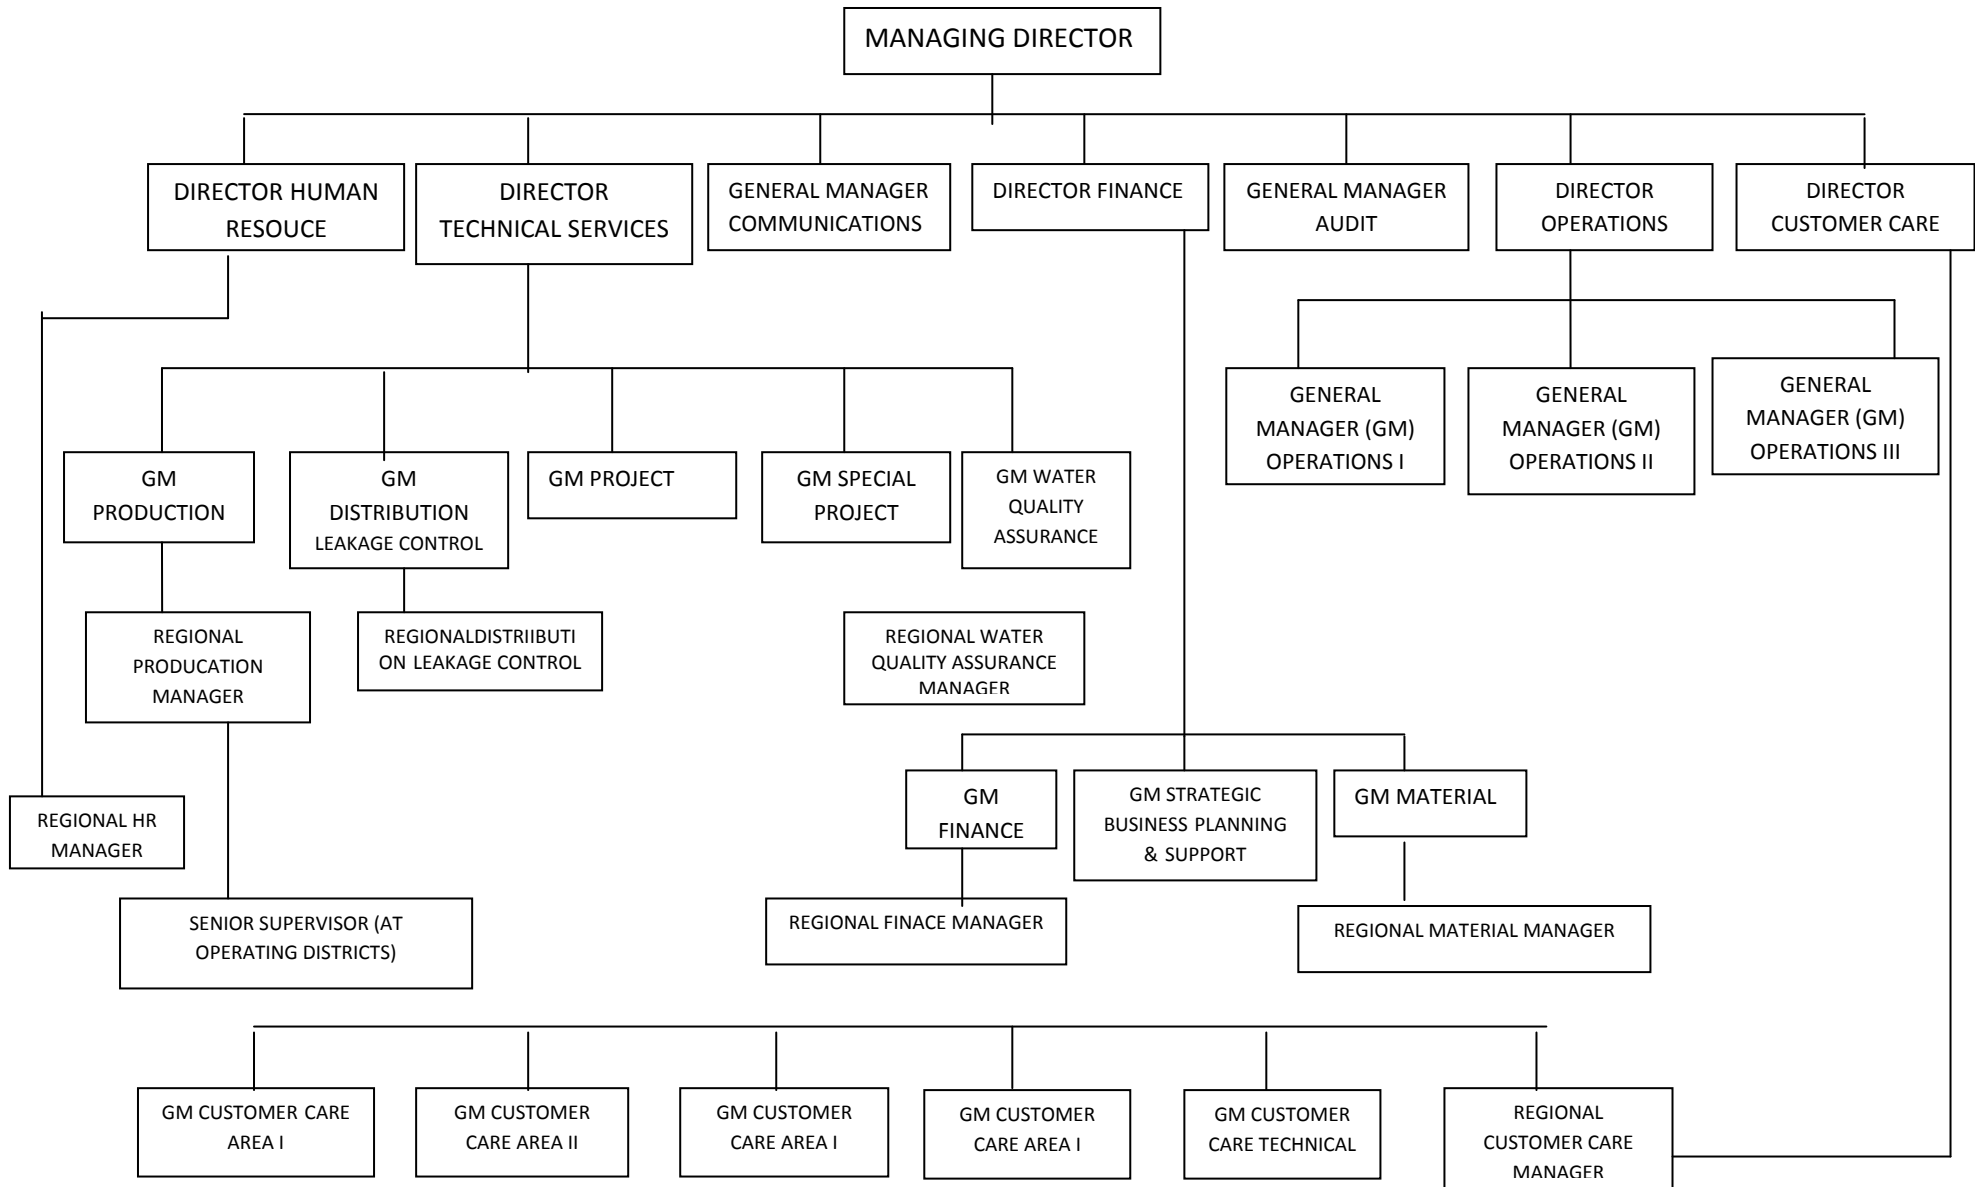 MANAGING DIRECTOR
DIRECTOR HUMAN
RESOUCE
DIRECTOR
TECHNICAL SERVICES
GENERAL MANAGER
COMMUNICATIONS
DIRECTOR FINANCE
GENERAL MANAGER
AUDIT
DIRECTOR
OPERATIONS
DIRECTOR
CUSTOMER CARE
GENERAL
MANAGER (GM)
OPERATIONS I
GENERAL
MANAGER (GM)
OPERATIONS II
GENERAL
MANAGER (GM)
OPERATIONS III
GM
PRODUCTION
GM
DISTRIBUTION
LEAKAGE CONTROL
GM PROJECT
GM SPECIAL
PROJECT
GM WATER
QUALITY
ASSURANCE
REGIONAL
PRODUCATION
MANAGER
REGIONALDISTRIIBUTI
ON LEAKAGE CONTROL
REGIONAL WATER
QUALITY ASSURANCE
MANAGER
GM
FINANCE
GM STRATEGIC
BUSINESS PLANNING
& SUPPORT
GM MATERIAL
REGIONAL HR
MANAGER
SENIOR SUPERVISOR (AT
OPERATING DISTRICTS)
REGIONAL FINACE MANAGER
REGIONAL MATERIAL MANAGER
GM CUSTOMER CARE
AREA I
GM CUSTOMER
CARE AREA II
GM CUSTOMER
CARE AREA I
GM CUSTOMER
CARE AREA I
GM CUSTOMER
CARE TECHNICAL
REGIONAL
CUSTOMER CARE
MANAGER